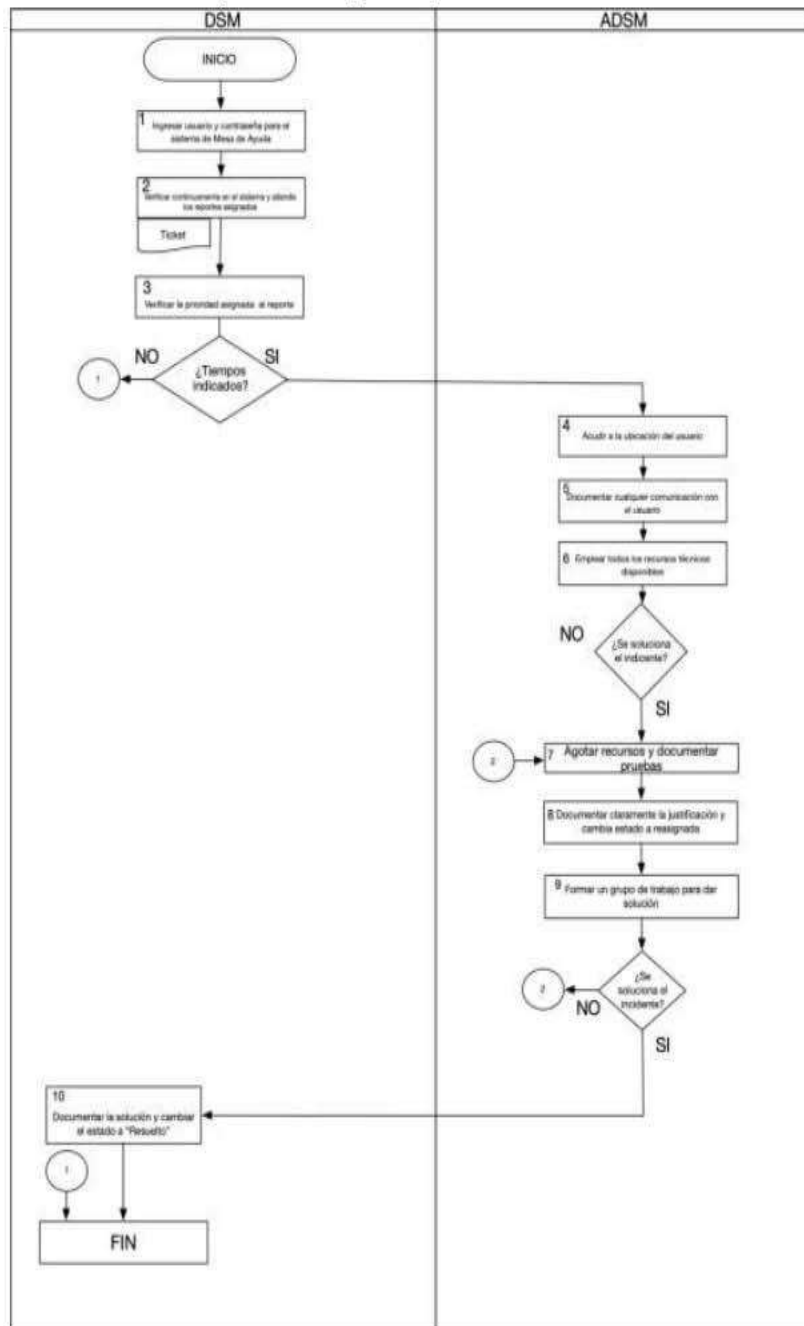 DSM
ADSM
INICIO
1
Ingresar usuario y contraseña para el
sistema de Mesa de Ayuda
2
Verificar continuamente en el sistema y atiende
los reportes asignados
Ticket
3
Verificar la prioridad asignada al reporte
NO
SI
1
¿Tiempos
indicados?
4
Acudir a la ubicación del usuario
5
Documentar cualquier comunicación con
el usuario
6 Emplear todos los recursos técnicos
disponibles
NO
¿Se soluciona
el indicente?
SI
2
7 Agotar recursos y documentar
pruebas
8 Documentar claramente la justificación y
cambia estado a reasignada
9 Formar un grupo de trabajo para dar
solución
2
NO
¿Se
soluciona el
incidente?
SI
10
Documentar la solución y cambiar
el estado a "Resuelto"
1
FIN